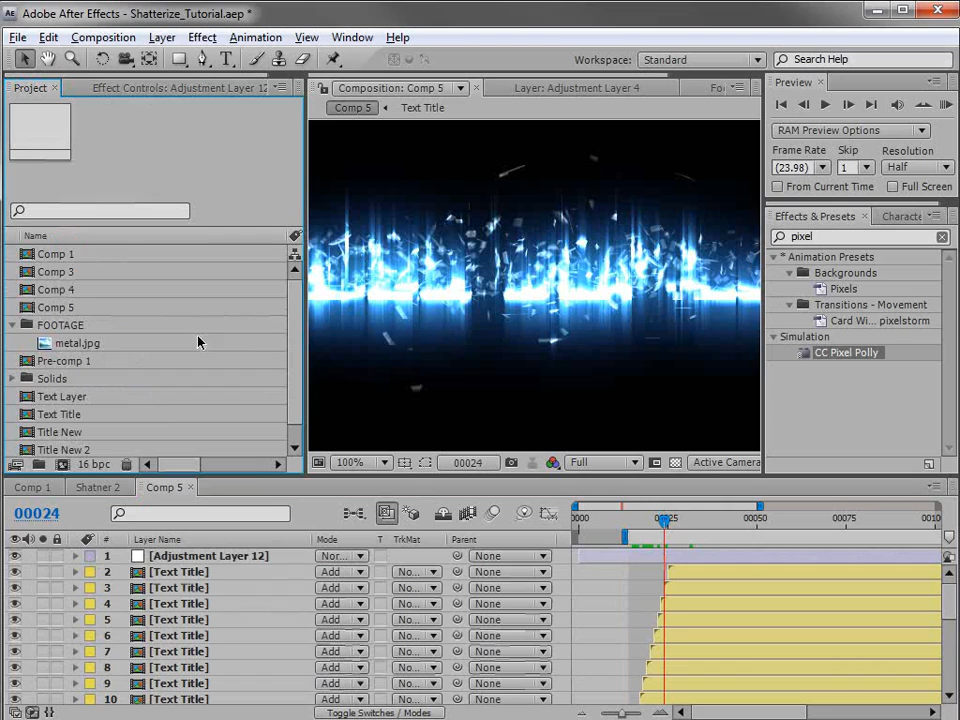 AE Adobe After Effects - Shatterize_Tutorial.aep *
File Edit Composition Layer Effect Animation View Window Help
T Workspace: Standard Search Help
Project Effect Controls: Adjustment Layer 12
Name
Comp 1
Comp 3
Comp 4
Comp 5
FOOTAGE
metal.jpg
Pre-comp 1
Solids
Text Layer
Text Title
Title New
Title New 2
16 bpc
Composition: Comp 5 Layer: Adjustment Layer 4 Fo
Comp 5 Text Title
100% 00024 Full Active Camera
Preview
RAM Preview Options
Frame Rate Skip Resolution
(23.98) 1 Half
From Current Time Full Screen
Effects & Presets Characte
pixel
* Animation Presets
Backgrounds
Pixels
Transitions - Movement
Card Wi... pixelstorm
Simulation
CC Pixel Polly
Comp 1 Shatner 2 Comp 5
00024 0000 00025 00050 00075 0010
# Layer Name Mode T TrkMat Parent
1 [Adjustment Layer 12] Nor... None
2 [Text Title] Add No... None
3 [Text Title] Add No... None
4 [Text Title] Add No... None
5 [Text Title] Add No... None
6 [Text Title] Add No... None
7 [Text Title] Add No... None
8 [Text Title] Add No... None
9 [Text Title] Add No... None
10 [Text Title] Add No... None
Toggle Switches / Modes